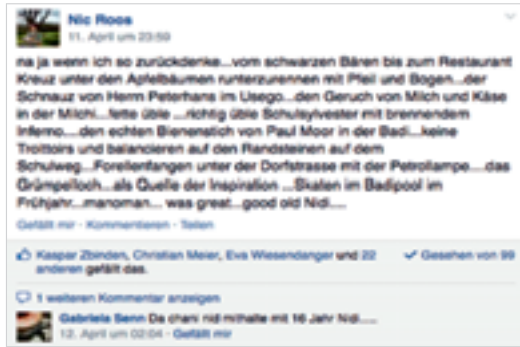 Nic Roos
11. April um 23:59
na ja wenn ich so zurückdenke...vom schwarzen Bären bis zum Restaurant
Kreuz unter den Apfelbäumen runterzurennen mit Pfeil und Bogen...der
Schnauz von Herrn Peterhans im Usego...den Geruch von Milch und Käse
in der Milchi...fette üble ...richtig üble Schulsylvester mit brennendem
Inferno....den echten Bienenstich von Paul Moor in der Badi...keine
Trottoirs und balancieren auf den Randsteinen auf dem
Schulweg...Forellenfangen unter der Dorfstrasse mit der Petrollampe....das
Grümpelloch...als Quelle der Inspiration ...Skaten im Badipool im
Frühjahr...manoman... was great...good old Nidi....
Gefällt mir · Kommentieren · Teilen
Kaspar Zbinden, Christian Meier, Eva Wiesendanger und 22
anderen gefällt das.
Gesehen von 99
1 weiteren Kommentar anzeigen
Gabriela Senn Da chani nid mithalte mit 16 Jahr Nidi.....
12. April um 02:04 · Gefällt mir